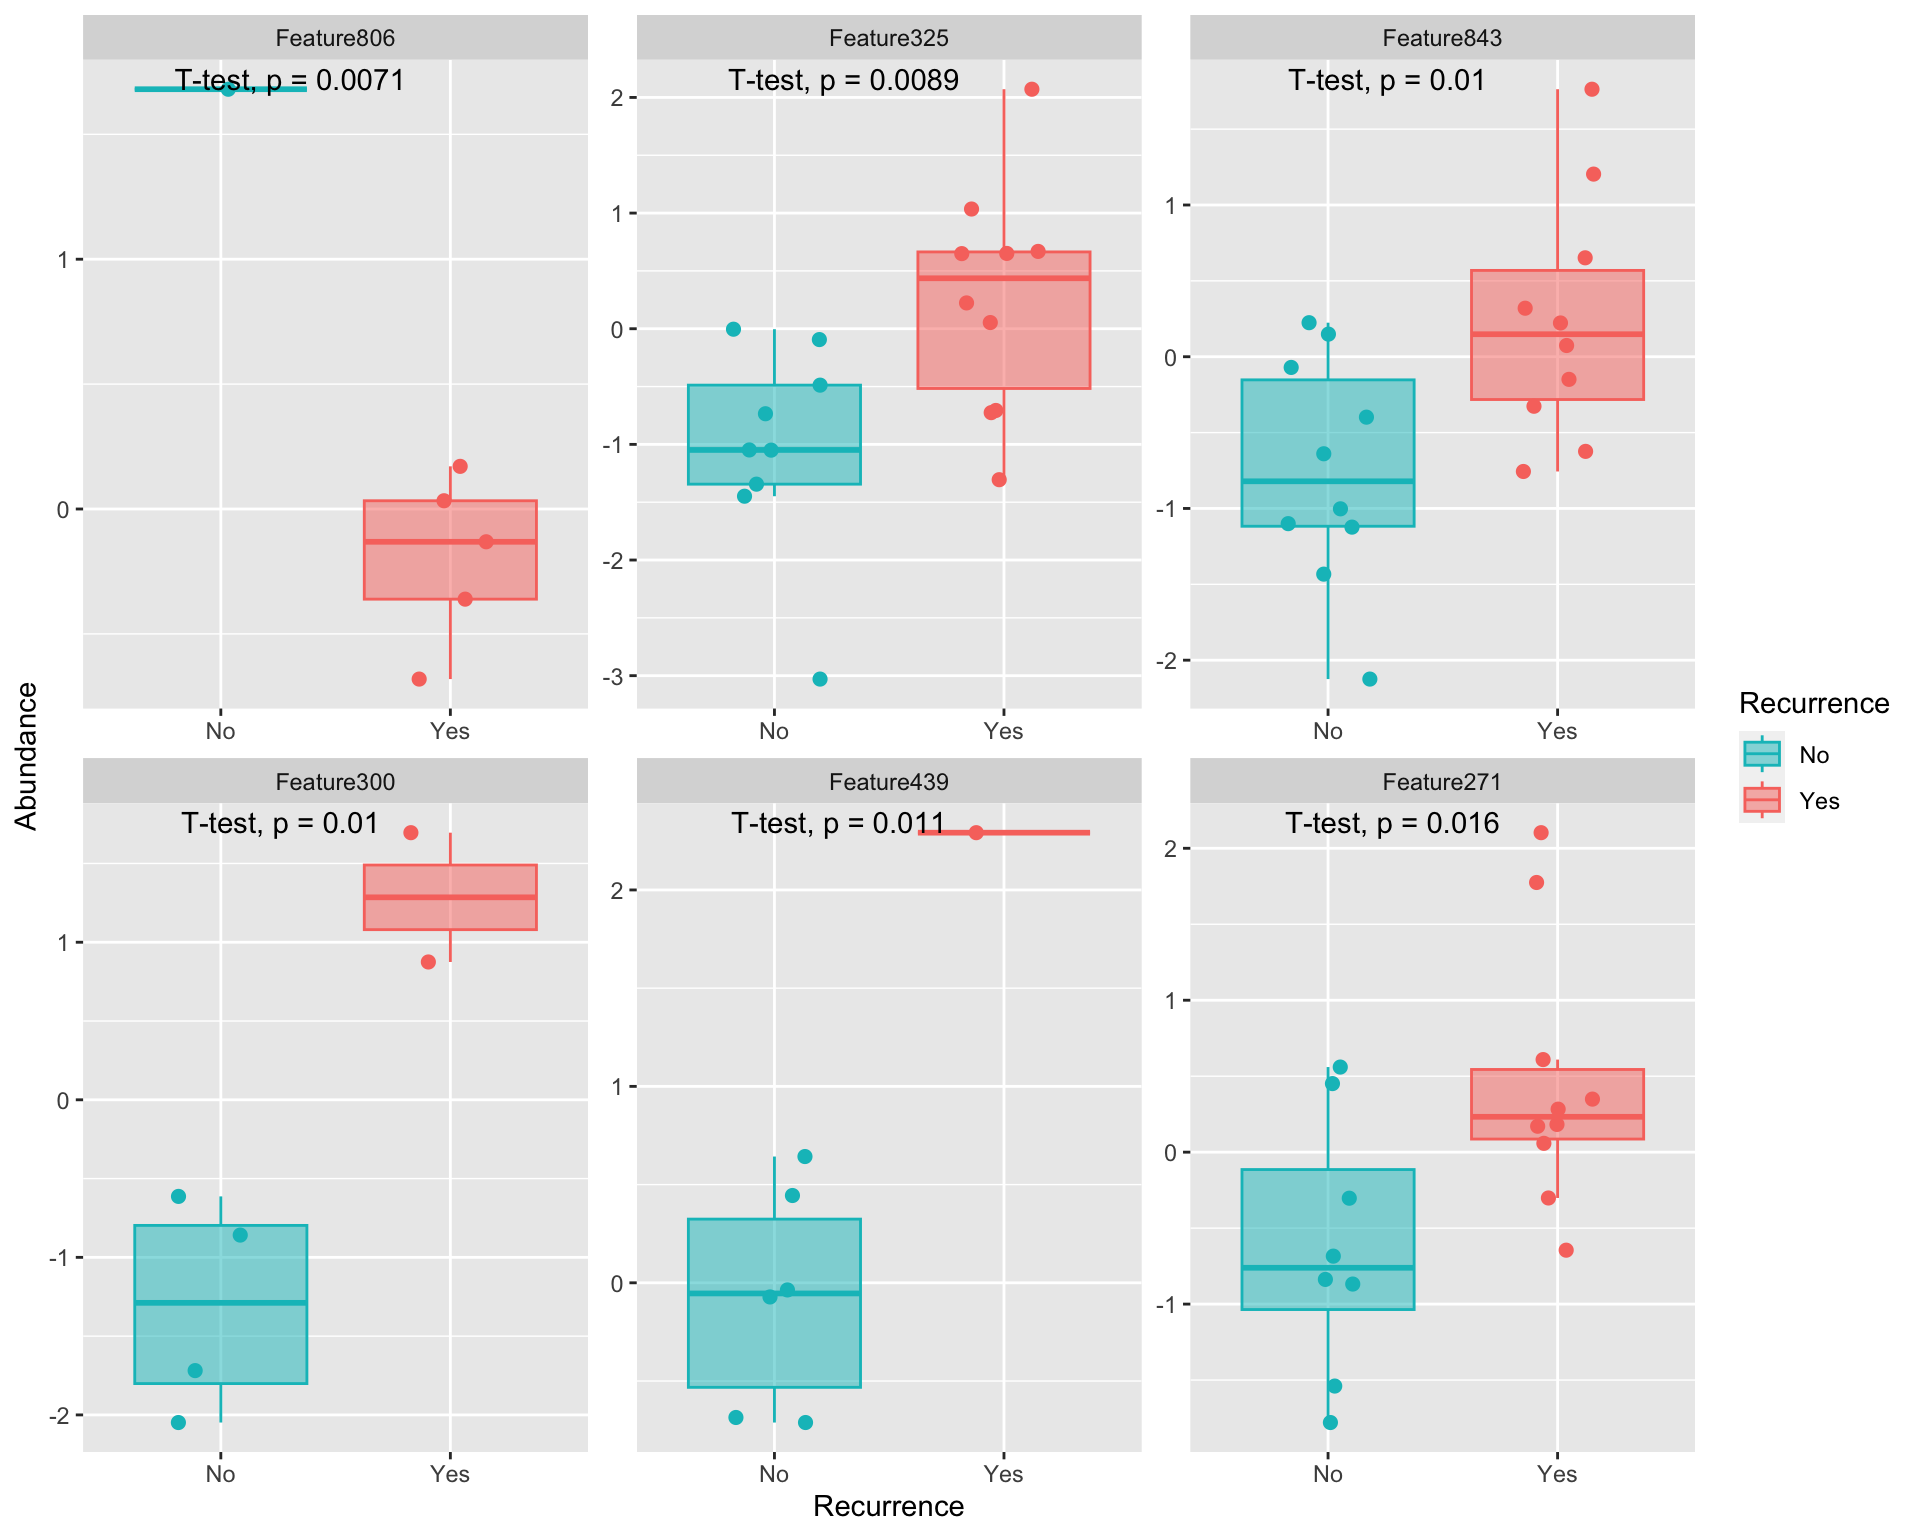 Feature806
T-test, p = 0.0071
1
0
No
Yes
Feature325
T-test, p = 0.0089
2
1
0
-1
-2
-3
No
Yes
Feature843
T-test, p = 0.01
1
0
-1
-2
No
Yes
Abundance
Feature300
T-test, p = 0.01
1
0
-1
-2
No
Yes
Feature439
T-test, p = 0.011
2
1
0
No
Yes
Feature271
T-test, p = 0.016
2
1
0
-1
No
Yes
Recurrence
Recurrence
No
Yes